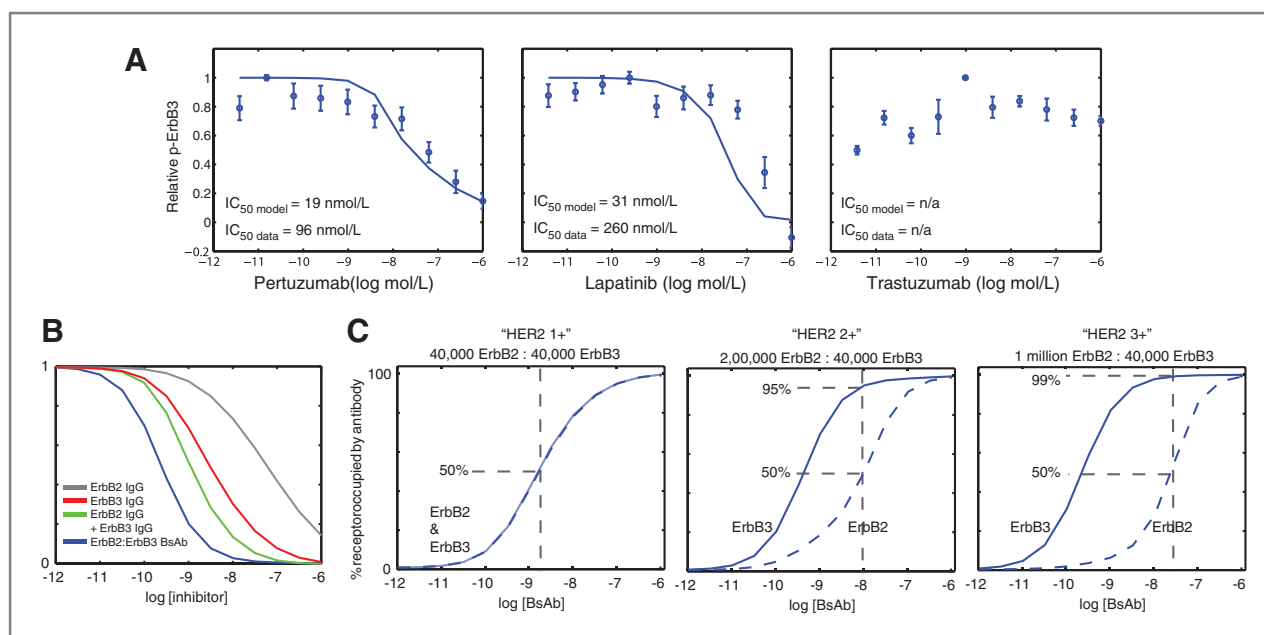 A
Relative p-ErbB3
1
0.8
0.6
0.4
0.2
0
−0.2
IC50 model = 19 nmol/L
IC50 data = 96 nmol/L
−12 −11 −10 −9 −8 −7 −6
Pertuzumab(log mol/L)
IC50 model = 31 nmol/L
IC50 data = 260 nmol/L
−12 −11 −10 −9 −8 −7 −6
Lapatinib (log mol/L)
IC50 model = n/a
IC50 data = n/a
−12 −11 −10 −9 −8 −7 −6
Trastuzumab (log mol/L)
B
1
0
ErbB2 IgG
ErbB3 IgG
ErbB2 IgG
+ ErbB3 IgG
ErbB2:ErbB3 BsAb
-12 -11 -10 -9 -8 -7 -6
log [inhibitor]
C
% receptoroccupied by antibody
"HER2 1+"
40,000 ErbB2 : 40,000 ErbB3
100
50%
ErbB2
&
ErbB3
0
-12 -11 -10 -9 -8 -7 -6
log [BsAb]
"HER2 2+"
2,00,000 ErbB2 : 40,000 ErbB3
95%
50%
ErbB3
ErbB2
-12 -11 -10 -9 -8 -7 -6
log [BsAb]
"HER2 3+"
1 million ErbB2 : 40,000 ErbB3
99%
50%
ErbB3
ErbB2
-12 -11 -10 -9 -8 -7 -6
log [BsAb]